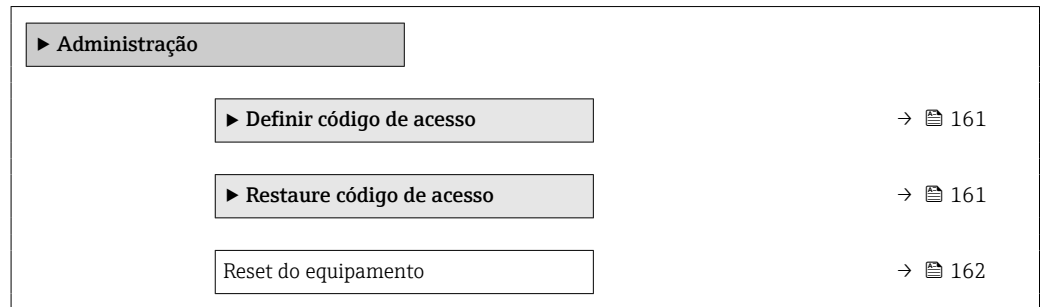 ▶ Administração
▶ Definir código de acesso → 161
▶ Restaure código de acesso → 161
Reset do equipamento → 162